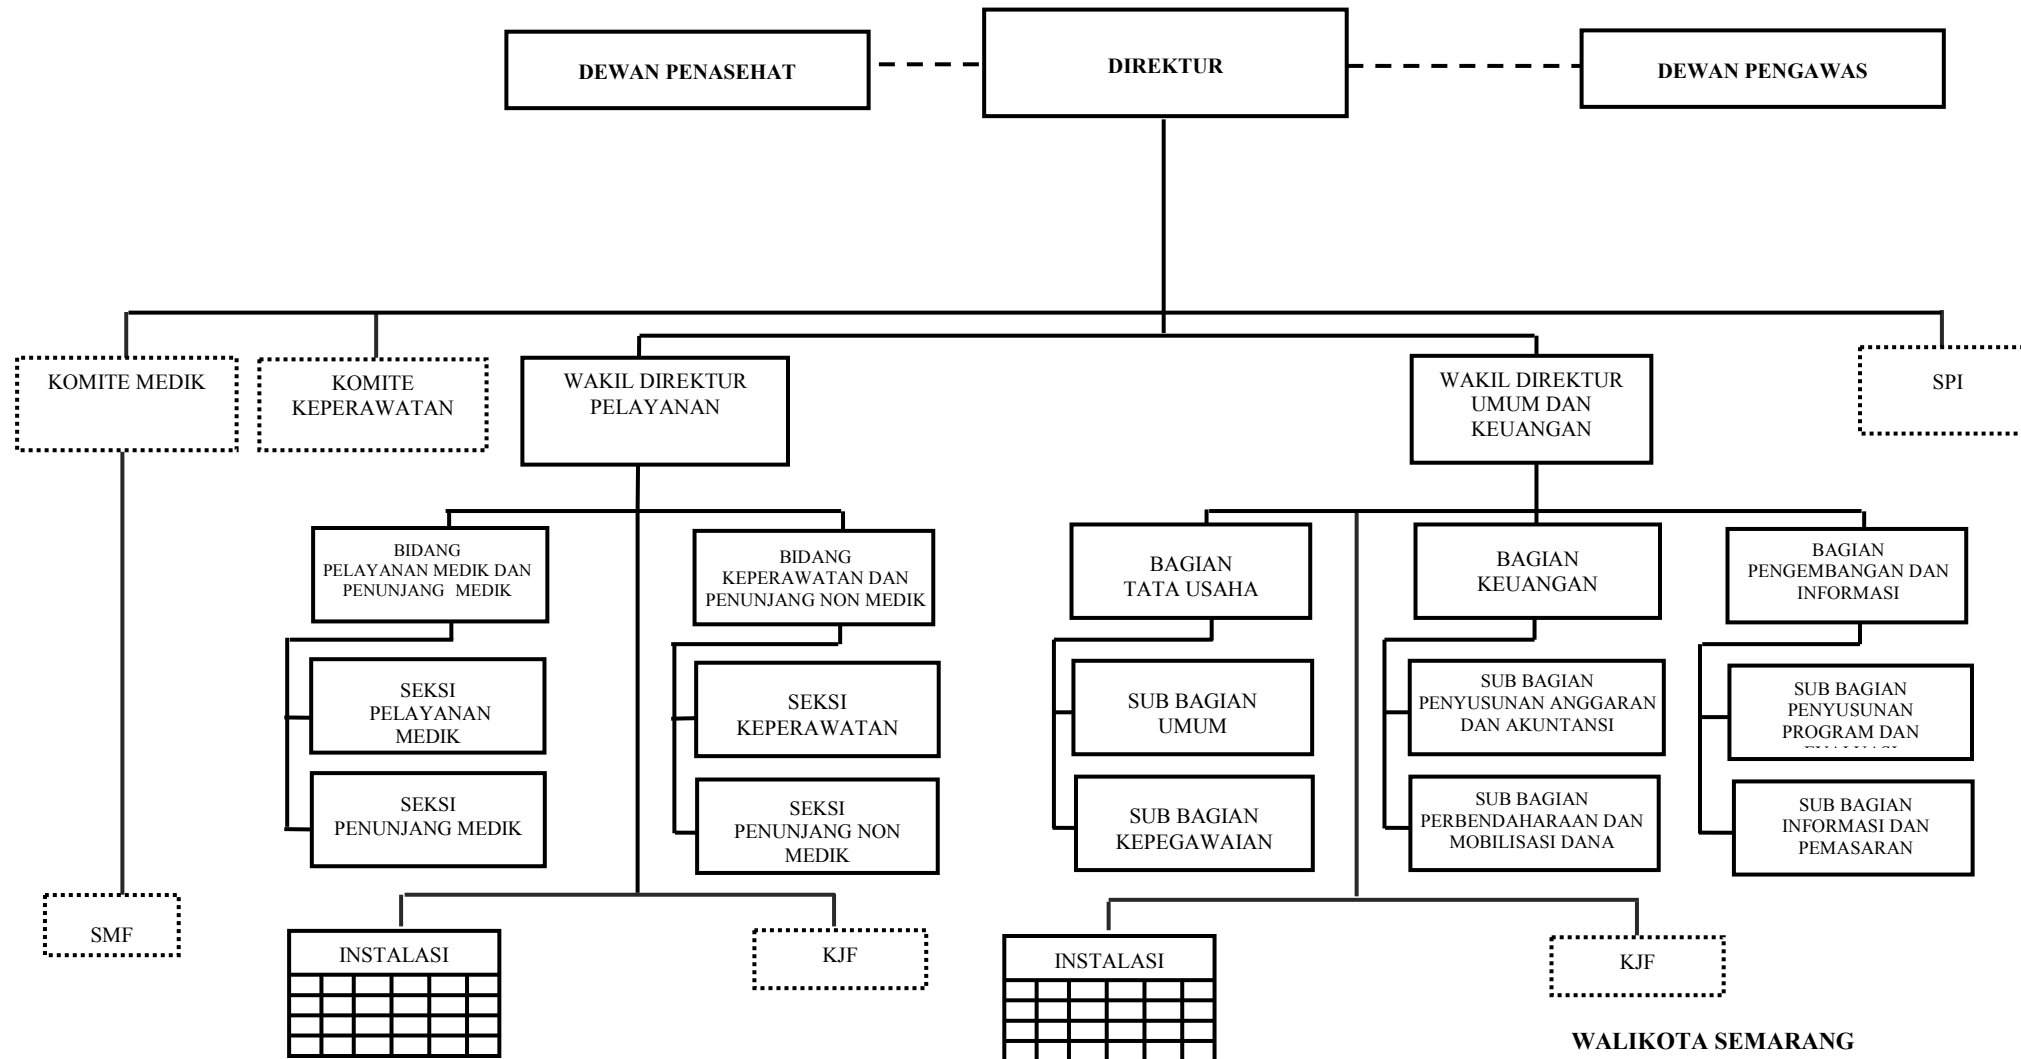 DEWAN PENASEHAT
DIREKTUR
DEWAN PENGAWAS
KOMITE MEDIK
KOMITE
KEPERAWATAN
WAKIL DIREKTUR
PELAYANAN
WAKIL DIREKTUR
UMUM DAN
KEUANGAN
SPI
BIDANG
PELAYANAN MEDIK DAN
PENUNJANG MEDIK
BIDANG
KEPERAWATAN DAN
PENUNJANG NON MEDIK
BAGIAN
TATA USAHA
BAGIAN
KEUANGAN
BAGIAN
PENGEMBANGAN DAN
INFORMASI
SEKSI
PELAYANAN
MEDIK
SEKSI
KEPERAWATAN
SUB BAGIAN
UMUM
SUB BAGIAN
PENYUSUNAN ANGGARAN
DAN AKUNTANSI
SUB BAGIAN
PENYUSUNAN
PROGRAM DAN
SEKSI
PENUNJANG MEDIK
SEKSI
PENUNJANG NON
MEDIK
SUB BAGIAN
KEPEGAWAIAN
SUB BAGIAN
PERBENDAHARAAN DAN
MOBILISASI DANA
SUB BAGIAN
INFORMASI DAN
PEMASARAN
SMF
INSTALASI
KJF
INSTALASI
KJF
WALIKOTA SEMARANG